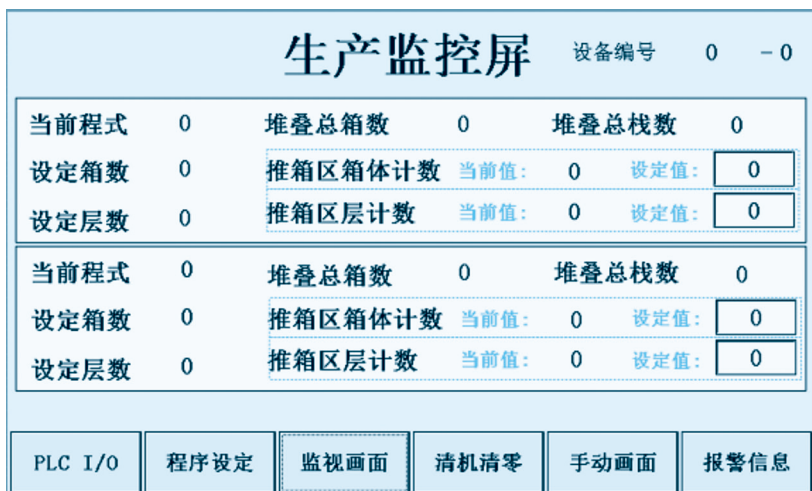 生产监控屏 设备编号 0 -0
当前程式 0 堆叠总箱数 0 堆叠总栈数 0
设定箱数 0 推箱区箱体计数 当前值: 0 设定值: 0
设定层数 0 推箱区层计数 当前值: 0 设定值: 0
当前程式 0 堆叠总箱数 0 堆叠总栈数 0
设定箱数 0 推箱区箱体计数 当前值: 0 设定值: 0
设定层数 0 推箱区层计数 当前值: 0 设定值: 0
PLC I/O 程序设定 监视画面 清机清零 手动画面 报警信息